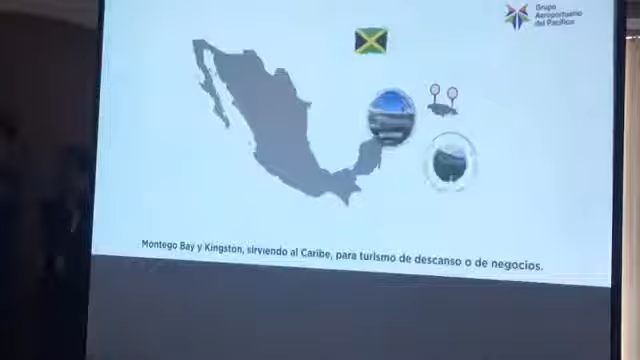 Grupo
Aeroportuario
del Pacífico
Montego Bay y Kingston, sirviendo al Caribe, para turismo de descanso o de negocios.